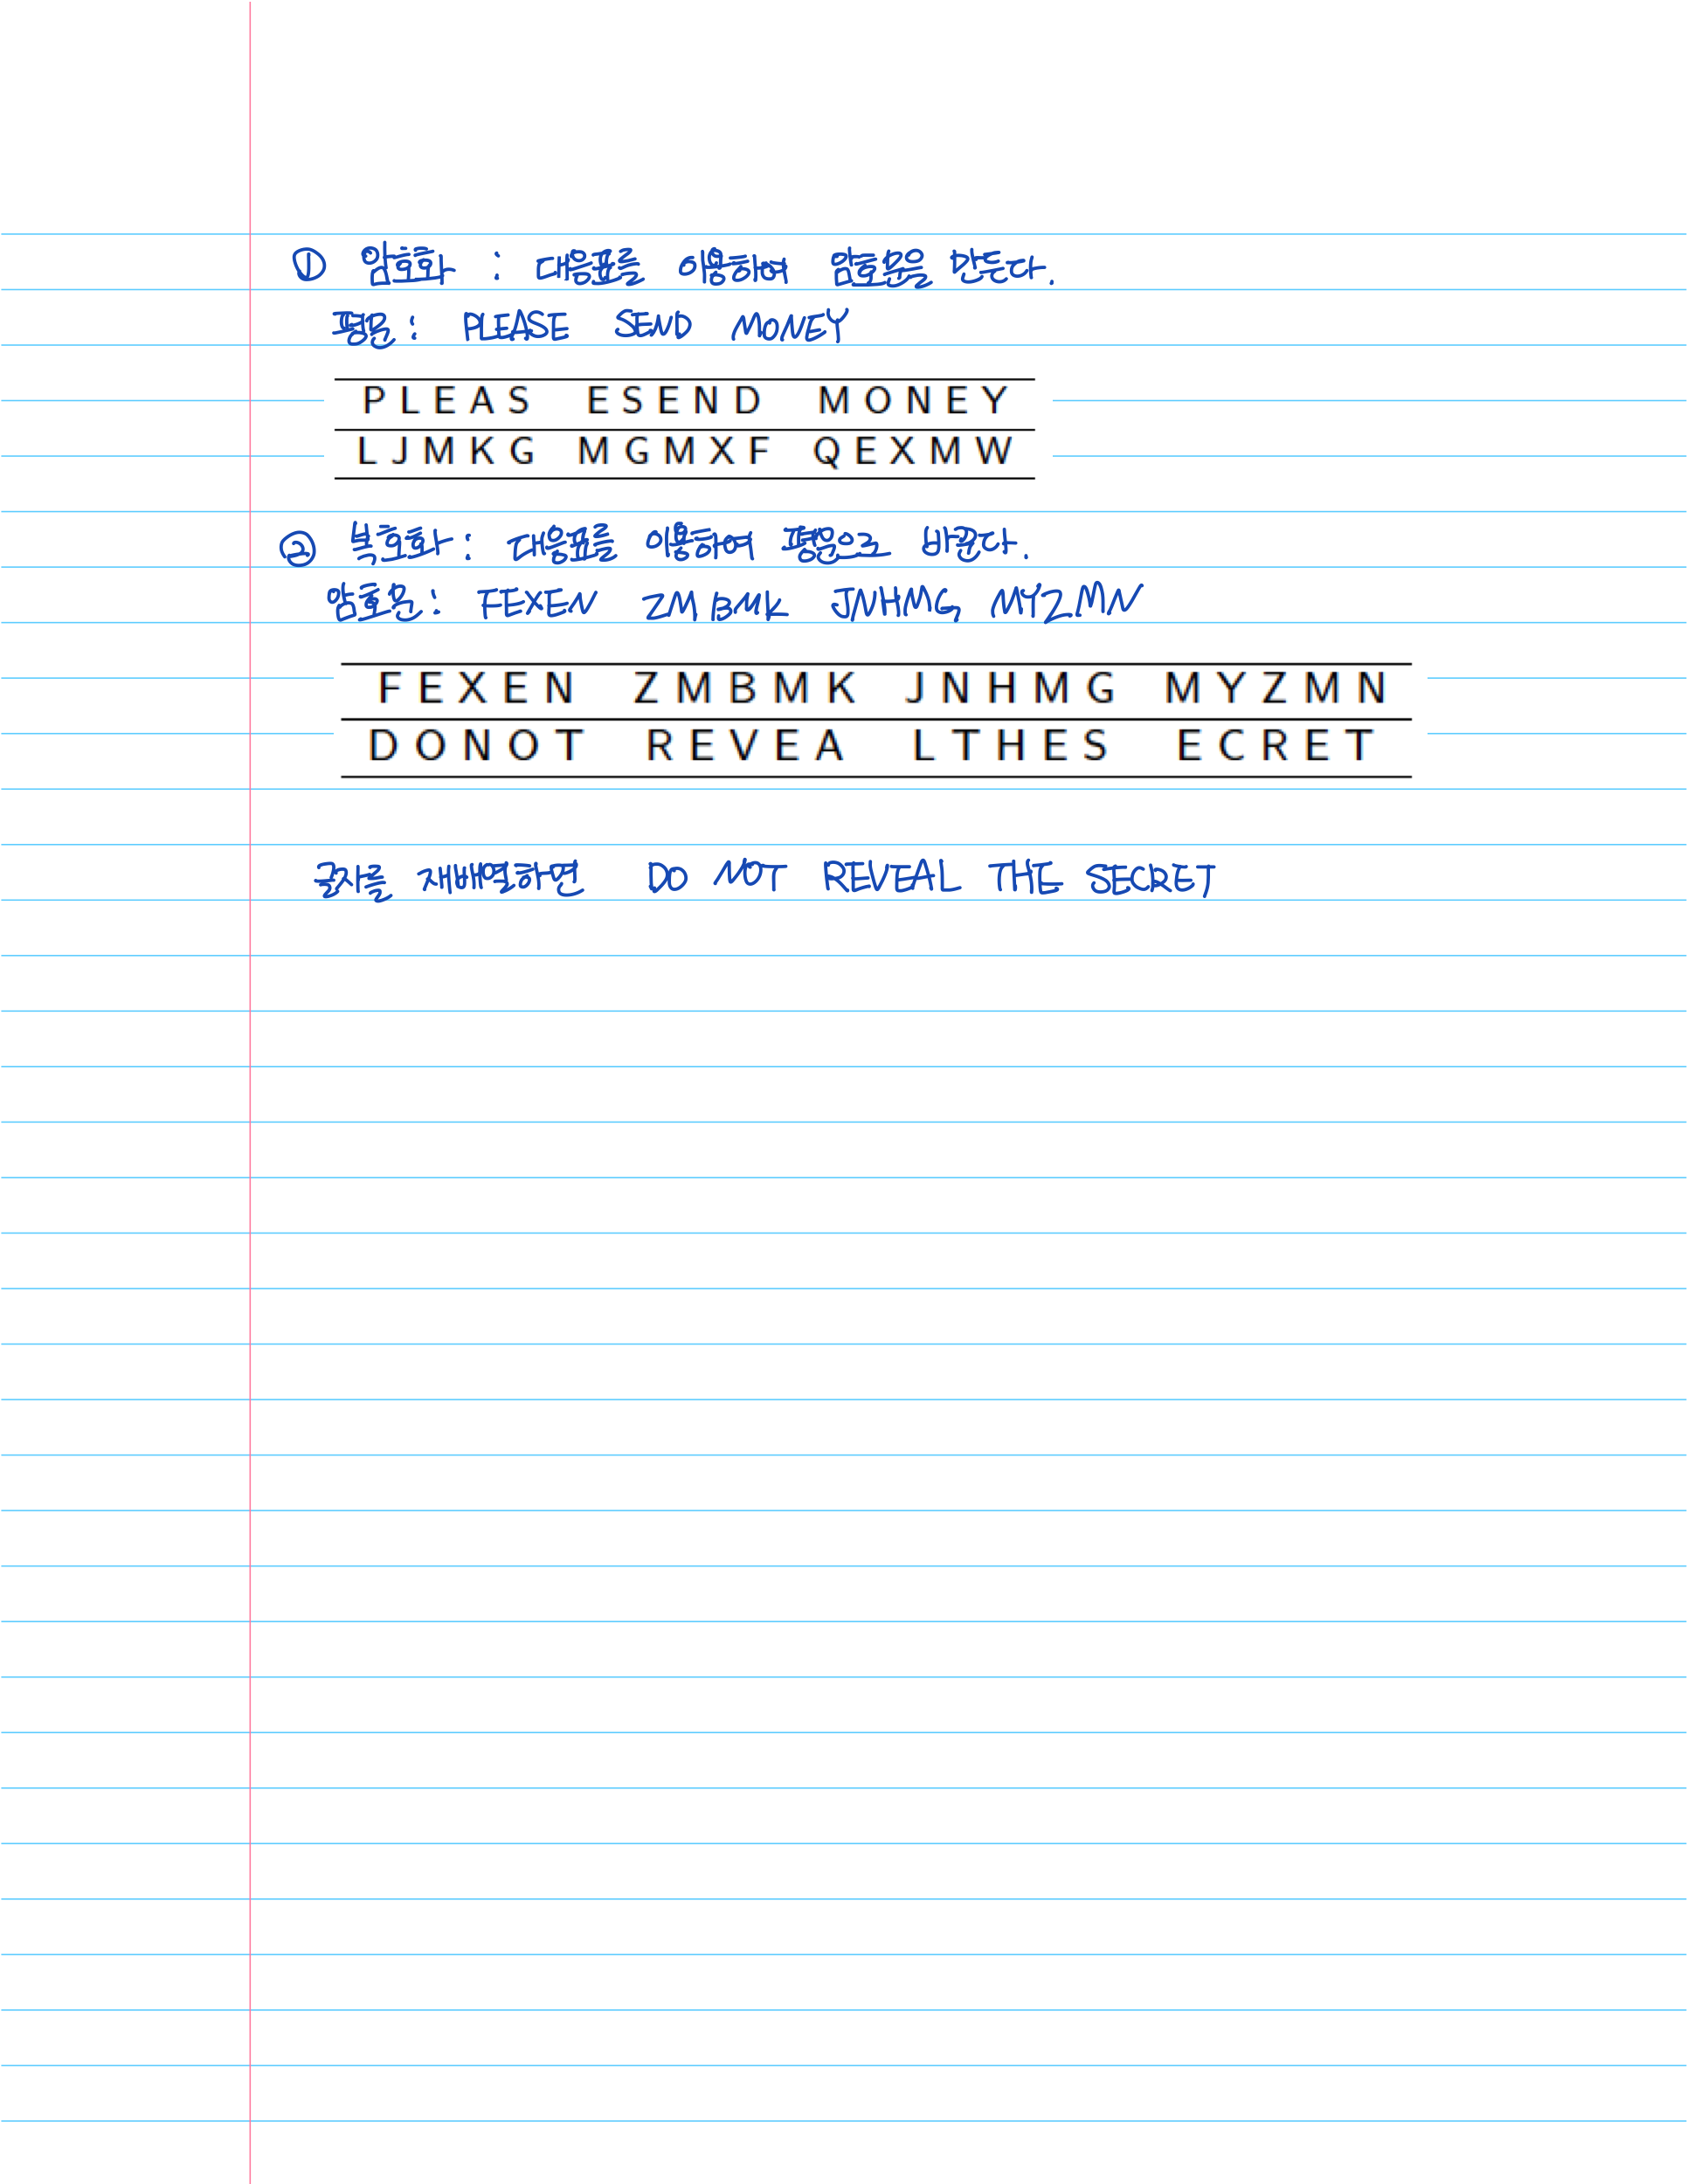 ① 암호화 : 대응표를 이용하여 암호문을 만든다.
평문 : PLEASE SEND MONEY
PLEAS ESEND MONEY
LJMKG MGMXF QEXMW
② 복호화 : 대응표를 이용하여 평문으로 바꾼다.
암호문 : FEXEN ZMBMK JNHMG MYZMN
FEXEN ZMBMK JNHMG MYZMN
DONOT REVEA LTHES ECRET
글자를 재배열하면 DO NOT REVEAL THE SECRET